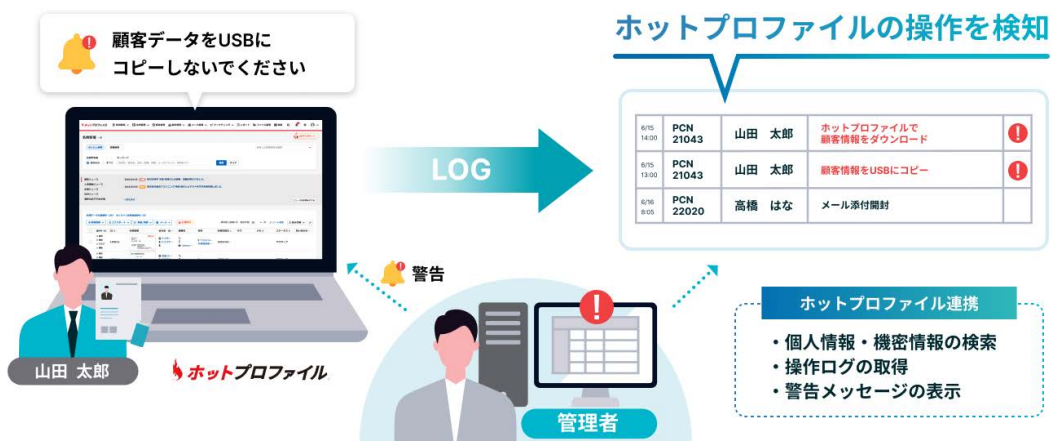 顧客データをUSBに
コピーしないでください
ホットプロファイルの操作を検知
LOG
6/15
14:00
PCN
21043
山田 太郎
ホットプロファイルで
顧客情報をダウンロード
6/15
13:00
PCN
21043
山田 太郎
顧客情報をUSBにコピー
6/16
8:05
PCN
22020
高橋 はな
メール添付開封
警告
山田 太郎
ホットプロファイル
管理者
ホットプロファイル連携
・個人情報・機密情報の検索
・操作ログの取得
・警告メッセージの表示